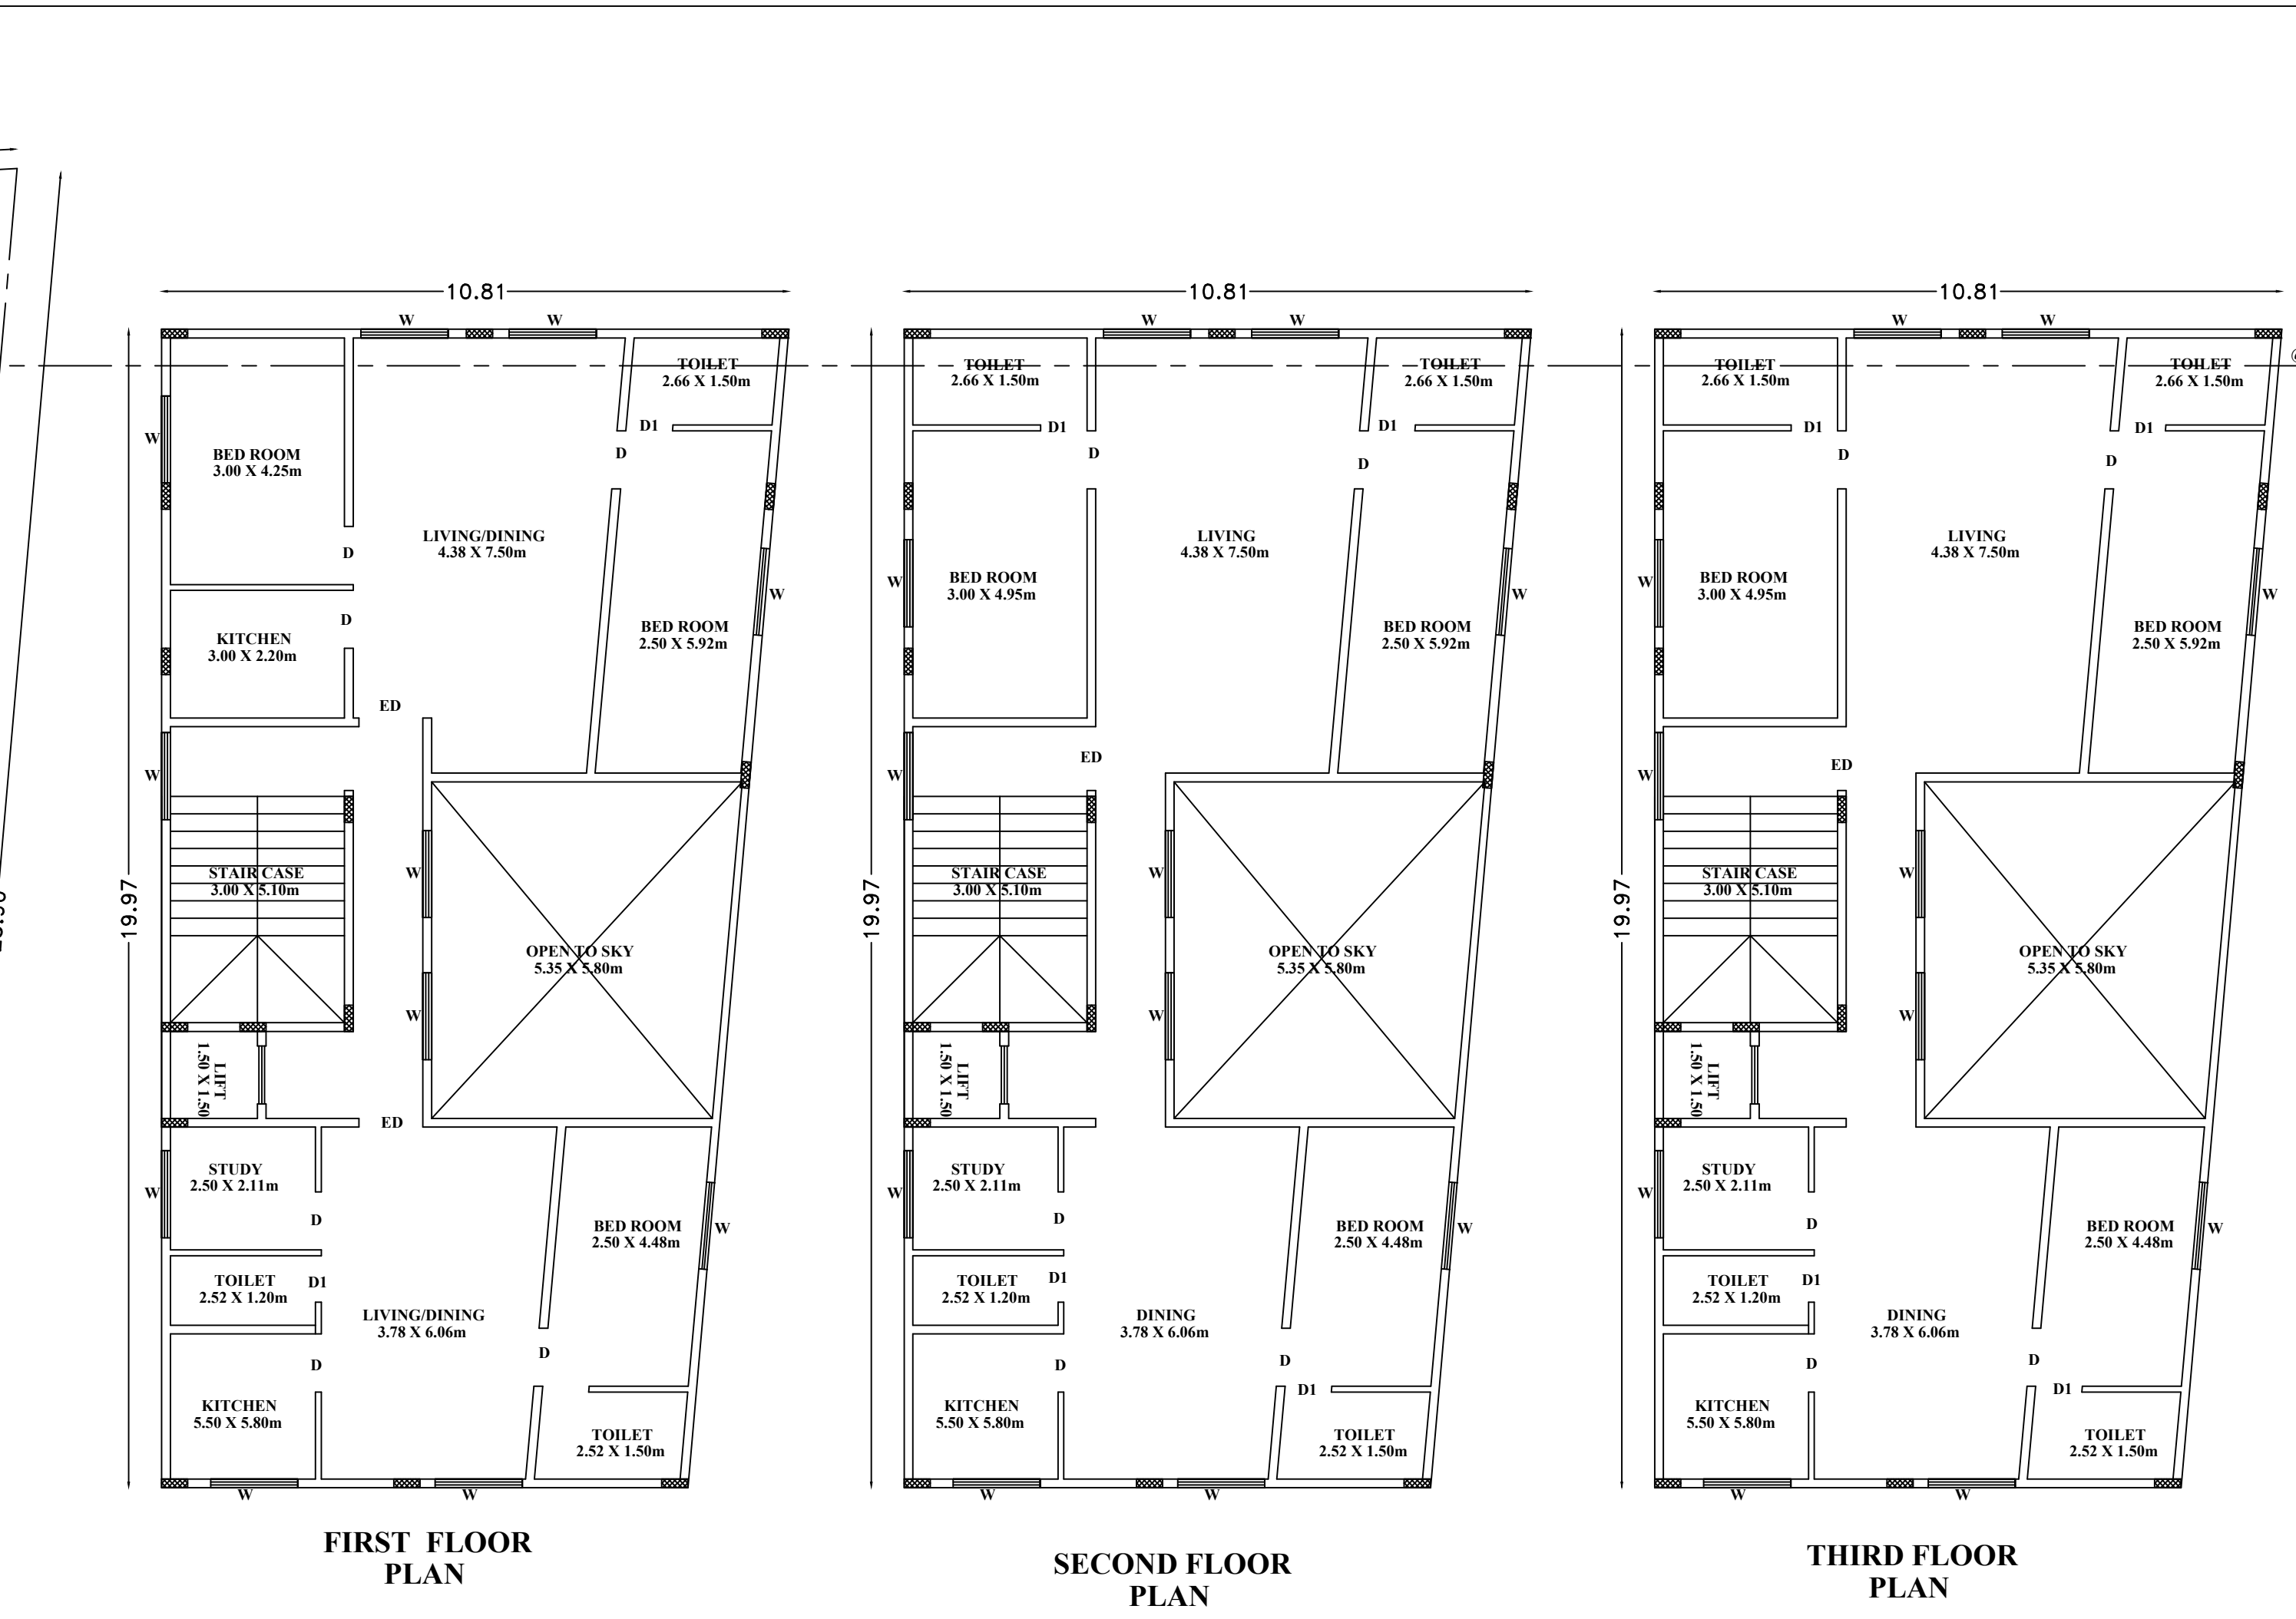 10.81
W
W
TOILET
2.66 X 1.50m
W
D1
D
BED ROOM
3.00 X 4.25m
LIVING/DINING
4.38 X 7.50m
D
W
D
KITCHEN
3.00 X 2.20m
BED ROOM
2.50 X 5.92m
ED
W
W
STAIR CASE
3.00 X 5.10m
19.97
OPEN TO SKY
5.35 X 5.80m
W
LIFT
1.50 X 1.50
ED
STUDY
2.50 X 2.11m
W
D
BED ROOM
2.50 X 4.48m
W
TOILET
2.52 X 1.20m
D1
LIVING/DINING
3.78 X 6.06m
D
D
KITCHEN
5.50 X 5.80m
TOILET
2.52 X 1.50m
W
W
FIRST FLOOR
PLAN
10.81
W
W
TOILET
2.66 X 1.50m
TOILET
2.66 X 1.50m
D1
D1
D
D
LIVING
4.38 X 7.50m
W
BED ROOM
3.00 X 4.95m
W
BED ROOM
2.50 X 5.92m
ED
W
W
STAIR CASE
3.00 X 5.10m
19.97
OPEN TO SKY
5.35 X 5.80m
W
LIFT
1.50 X 1.50
STUDY
2.50 X 2.11m
W
D
BED ROOM
2.50 X 4.48m
W
TOILET
2.52 X 1.20m
D1
DINING
3.78 X 6.06m
D
D
D1
KITCHEN
5.50 X 5.80m
TOILET
2.52 X 1.50m
W
W
SECOND FLOOR
PLAN
10.81
W
W
TOILET
2.66 X 1.50m
TOILET
2.66 X 1.50m
D1
D1
D
D
LIVING
4.38 X 7.50m
W
BED ROOM
3.00 X 4.95m
W
BED ROOM
2.50 X 5.92m
ED
W
W
STAIR CASE
3.00 X 5.10m
19.97
OPEN TO SKY
5.35 X 5.80m
W
LIFT
1.50 X 1.50
STUDY
2.50 X 2.11m
W
D
BED ROOM
2.50 X 4.48m
W
TOILET
2.52 X 1.20m
D1
DINING
3.78 X 6.06m
D
D
D1
KITCHEN
5.50 X 5.80m
TOILET
2.52 X 1.50m
W
W
THIRD FLOOR
PLAN